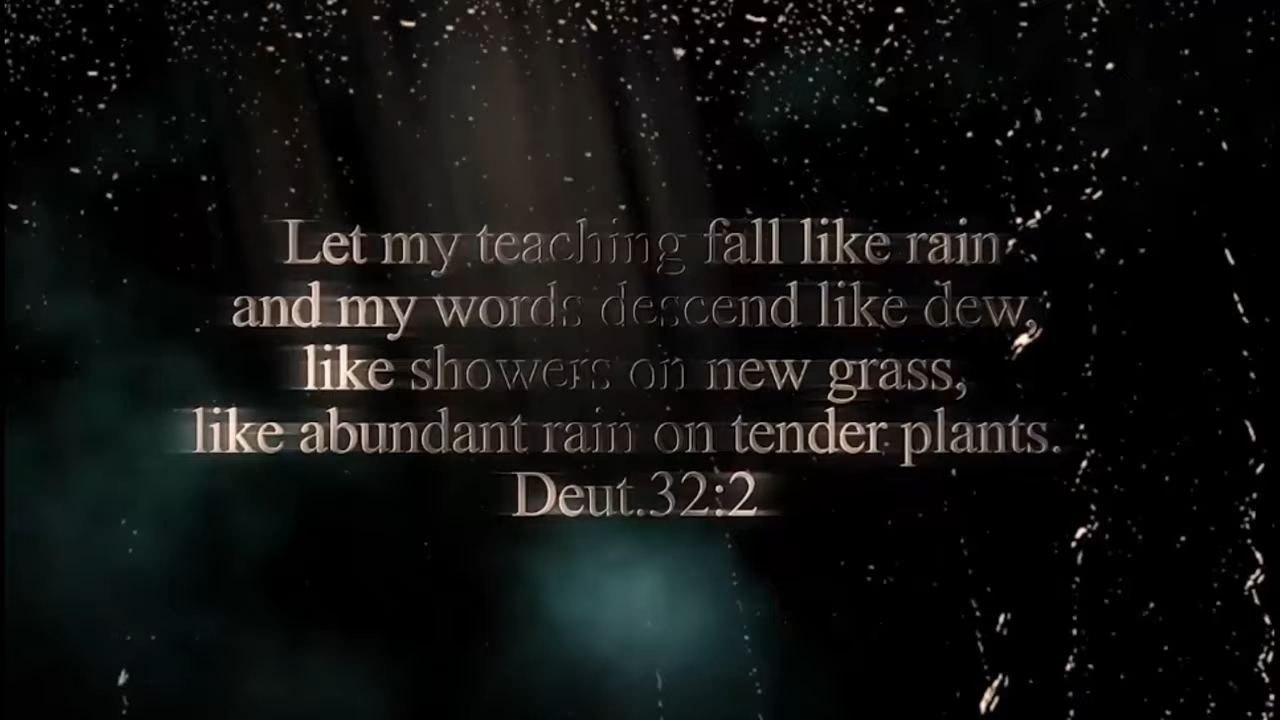 Let my teaching fall like rain
and my words descend like dew,
like showers on new grass,
like abundant rain on tender plants.
Deut.32:2